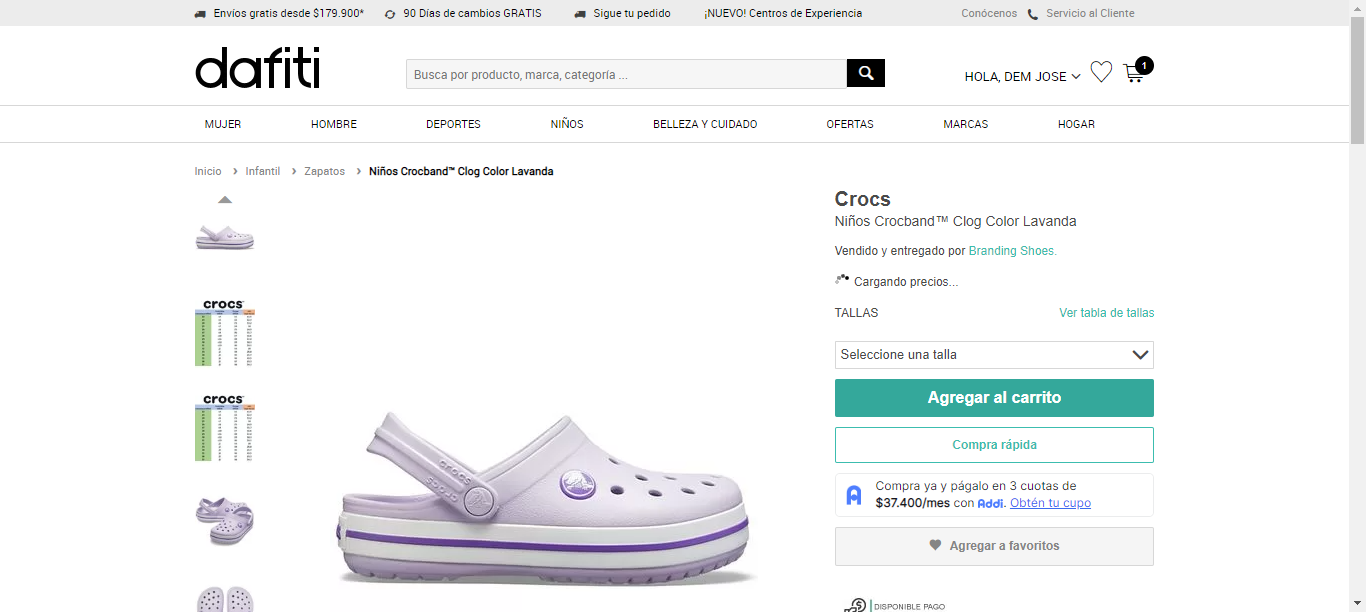 Envíos gratis desde $179.900* 90 Días de cambios GRATIS Sigue tu pedido ¡NUEVO! Centros de Experiencia Conócenos Servicio al Cliente
dafiti
Busca por producto, marca, categoría ...
HOLA, DEM JOSE
1
MUJER HOMBRE DEPORTES NIÑOS BELLEZA Y CUIDADO OFERTAS MARCAS HOGAR
Inicio › Infantil › Zapatos › Niños Crocband™ Clog Color Lavanda
crocs
crocs
crocs
crocs
Crocs
Niños Crocband™ Clog Color Lavanda
Vendido y entregado por Branding Shoes.
Cargando precios...
TALLAS Ver tabla de tallas
Seleccione una talla
Agregar al carrito
Compra rápida
Compra ya y págalo en 3 cuotas de
$37.400/mes con Addi. Obtén tu cupo
Agregar a favoritos
DISPONIBLE PAGO